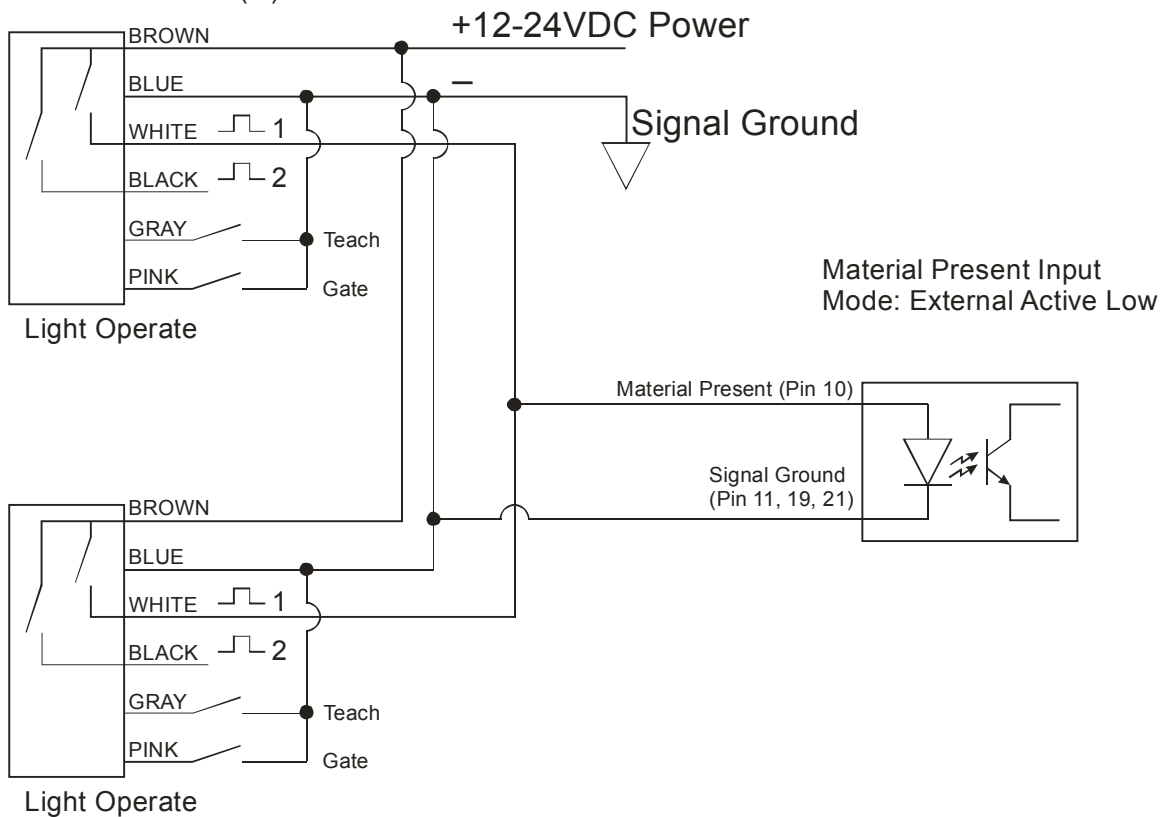 +12-24VDC Power
BROWN
BLUE
–
Signal Ground
WHITE 1
BLACK 2
GRAY
Teach
PINK
Gate
Light Operate
Material Present Input
Mode: External Active Low
Material Present (Pin 10)
Signal Ground
(Pin 11, 19, 21)
BROWN
BLUE
WHITE 1
BLACK 2
GRAY
Teach
PINK
Gate
Light Operate